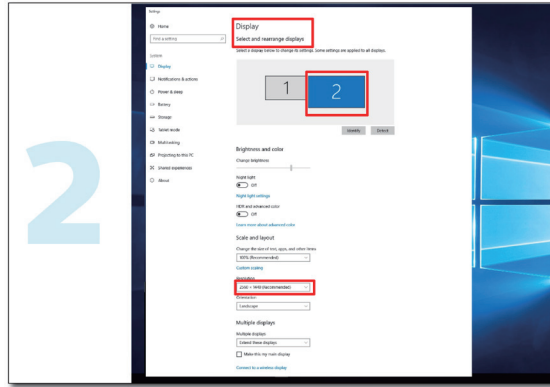 2
Settings
Home
Find a setting
System
Display
Notifications & actions
Power & sleep
Battery
Storage
Tablet mode
Multitasking
Projecting to this PC
Shared experiences
About
Display
Select and rearrange displays
Select a display below to change its settings. Some settings are applied to all displays.
1
2
Identify
Detect
Brightness and color
Change brightness
Night light
Off
Night light settings
HDR and advanced color
Off
Learn more about advanced color
Scale and layout
Change the size of text, apps, and other items
100% (Recommended)
Custom scaling
Resolution
2560 × 1440 (Recommended)
Orientation
Landscape
Multiple displays
Multiple displays
Extend these displays
Make this my main display
Connect to a wireless display